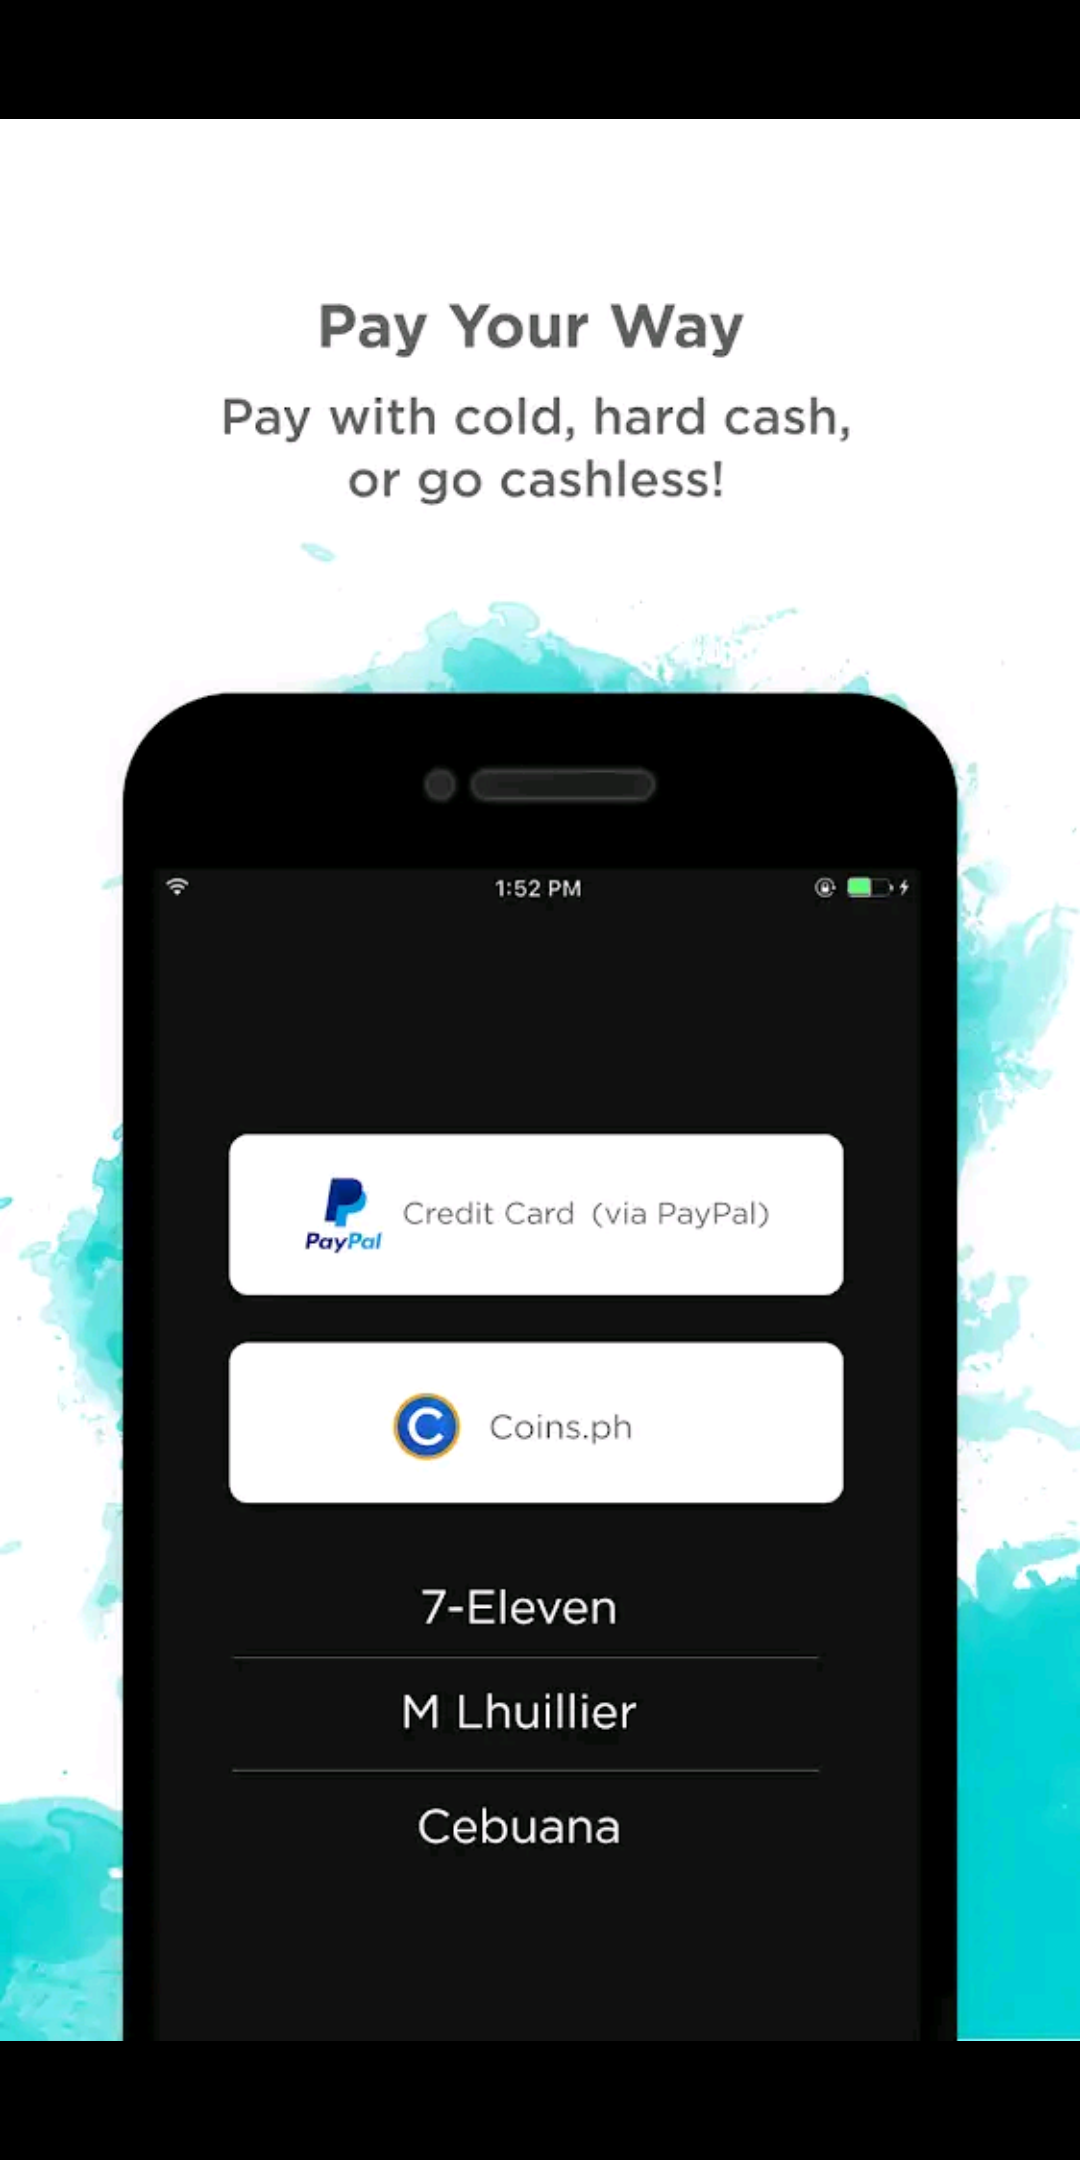 Pay Your Way
Pay with cold, hard cash,
or go cashless!
1:52 PM
PayPal
Credit Card (via PayPal)
C
Coins.ph
7-Eleven
M Lhuillier
Cebuana